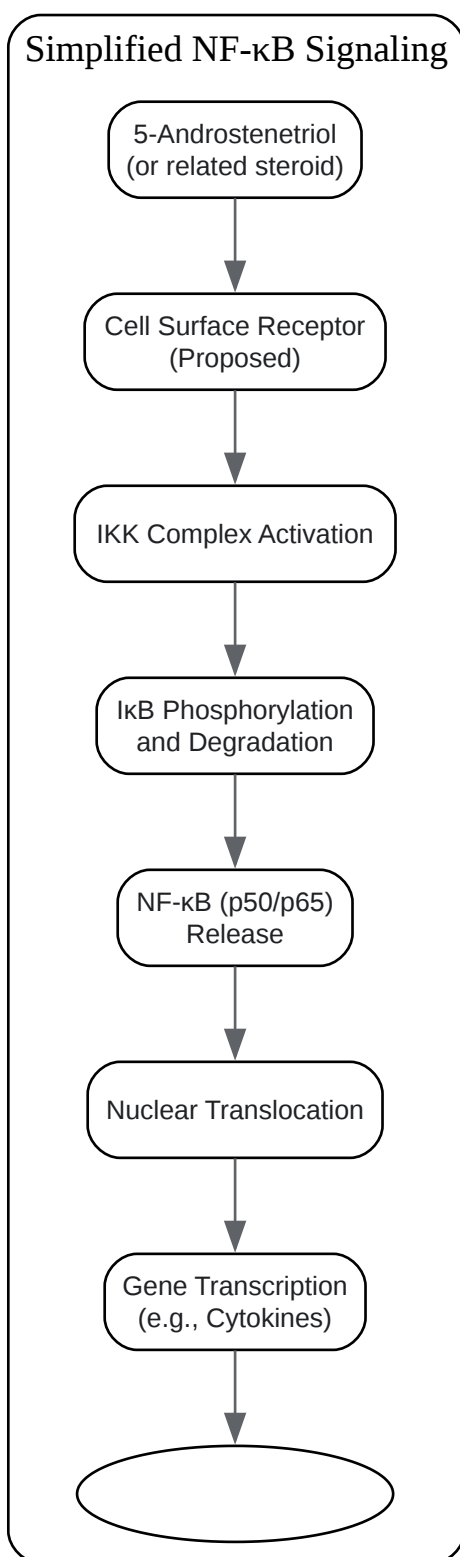 Simplified NF-κB Signaling
5-Androstenetriol
(or related steroid)
Cell Surface Receptor
(Proposed)
IKK Complex Activation
IκB Phosphorylation
and Degradation
NF-κB (p50/p65)
Release
Nuclear Translocation
Gene Transcription
(e.g., Cytokines)